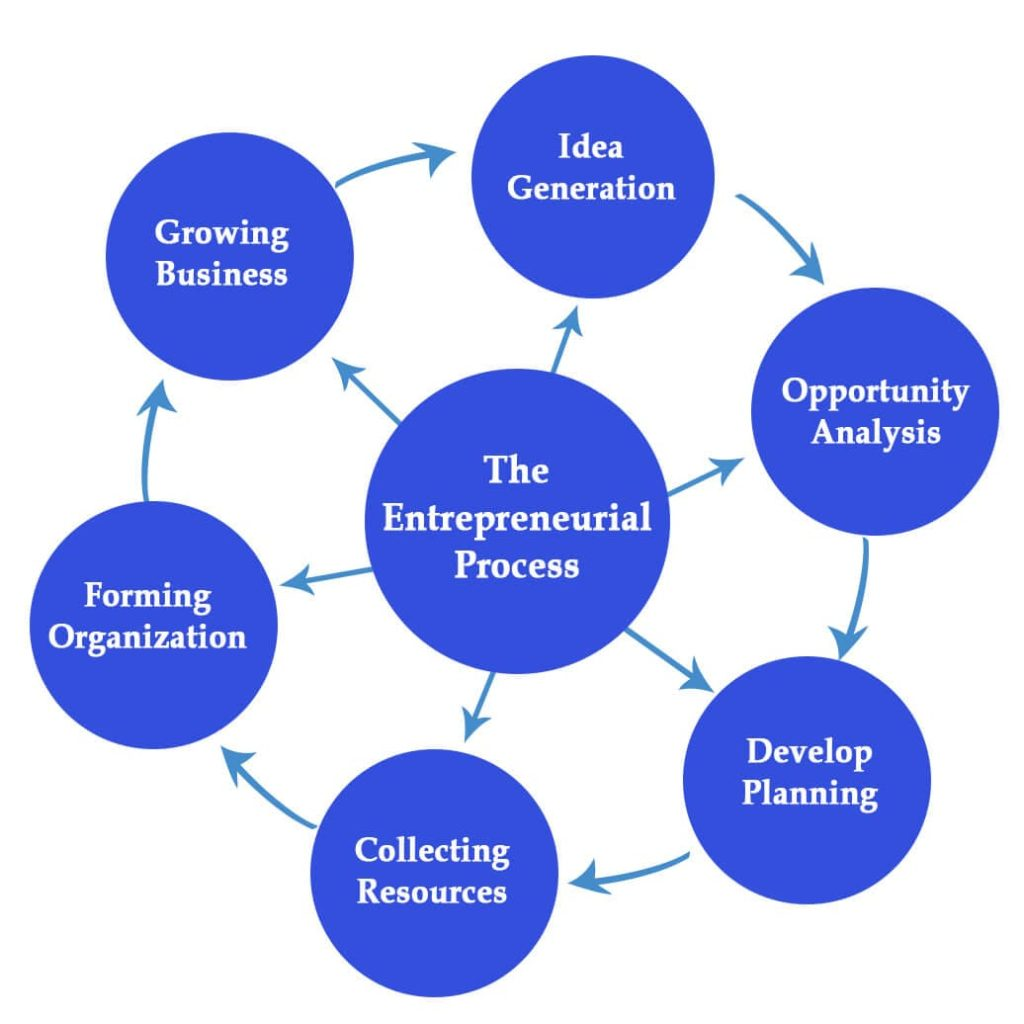 The
Entrepreneurial
Process
Idea
Generation
Opportunity
Analysis
Develop
Planning
Collecting
Resources
Forming
Organization
Growing
Business